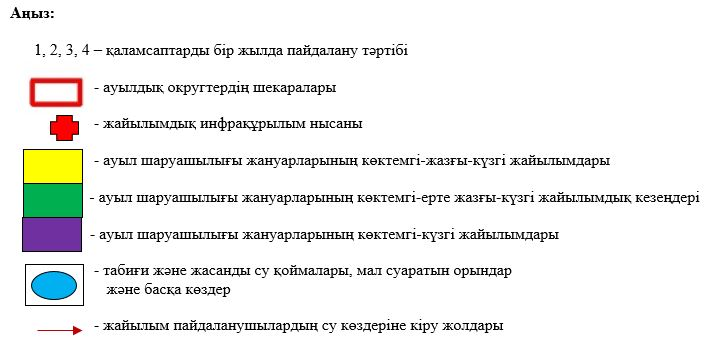 Аңыз:
1, 2, 3, 4 – қаламсаптарды бір жылда пайдалану тәртібі
- ауылдық округтердің шекаралары
- жайылымдық инфрақұрылым нысаны
- ауыл шаруашылығы жануарларының көктемгі-жазғы-күзгі жайылымдары
- ауыл шаруашылығы жануарларының көктемгі-ерте жазғы-күзгі жайылымдық кезеңдері
- ауыл шаруашылығы жануарларының көктемгі-күзгі жайылымдары
- табиғи және жасанды су қоймалары, мал суаратын орындар
және басқа көздер
- жайылым пайдаланушылардың су көздеріне кіру жолдары